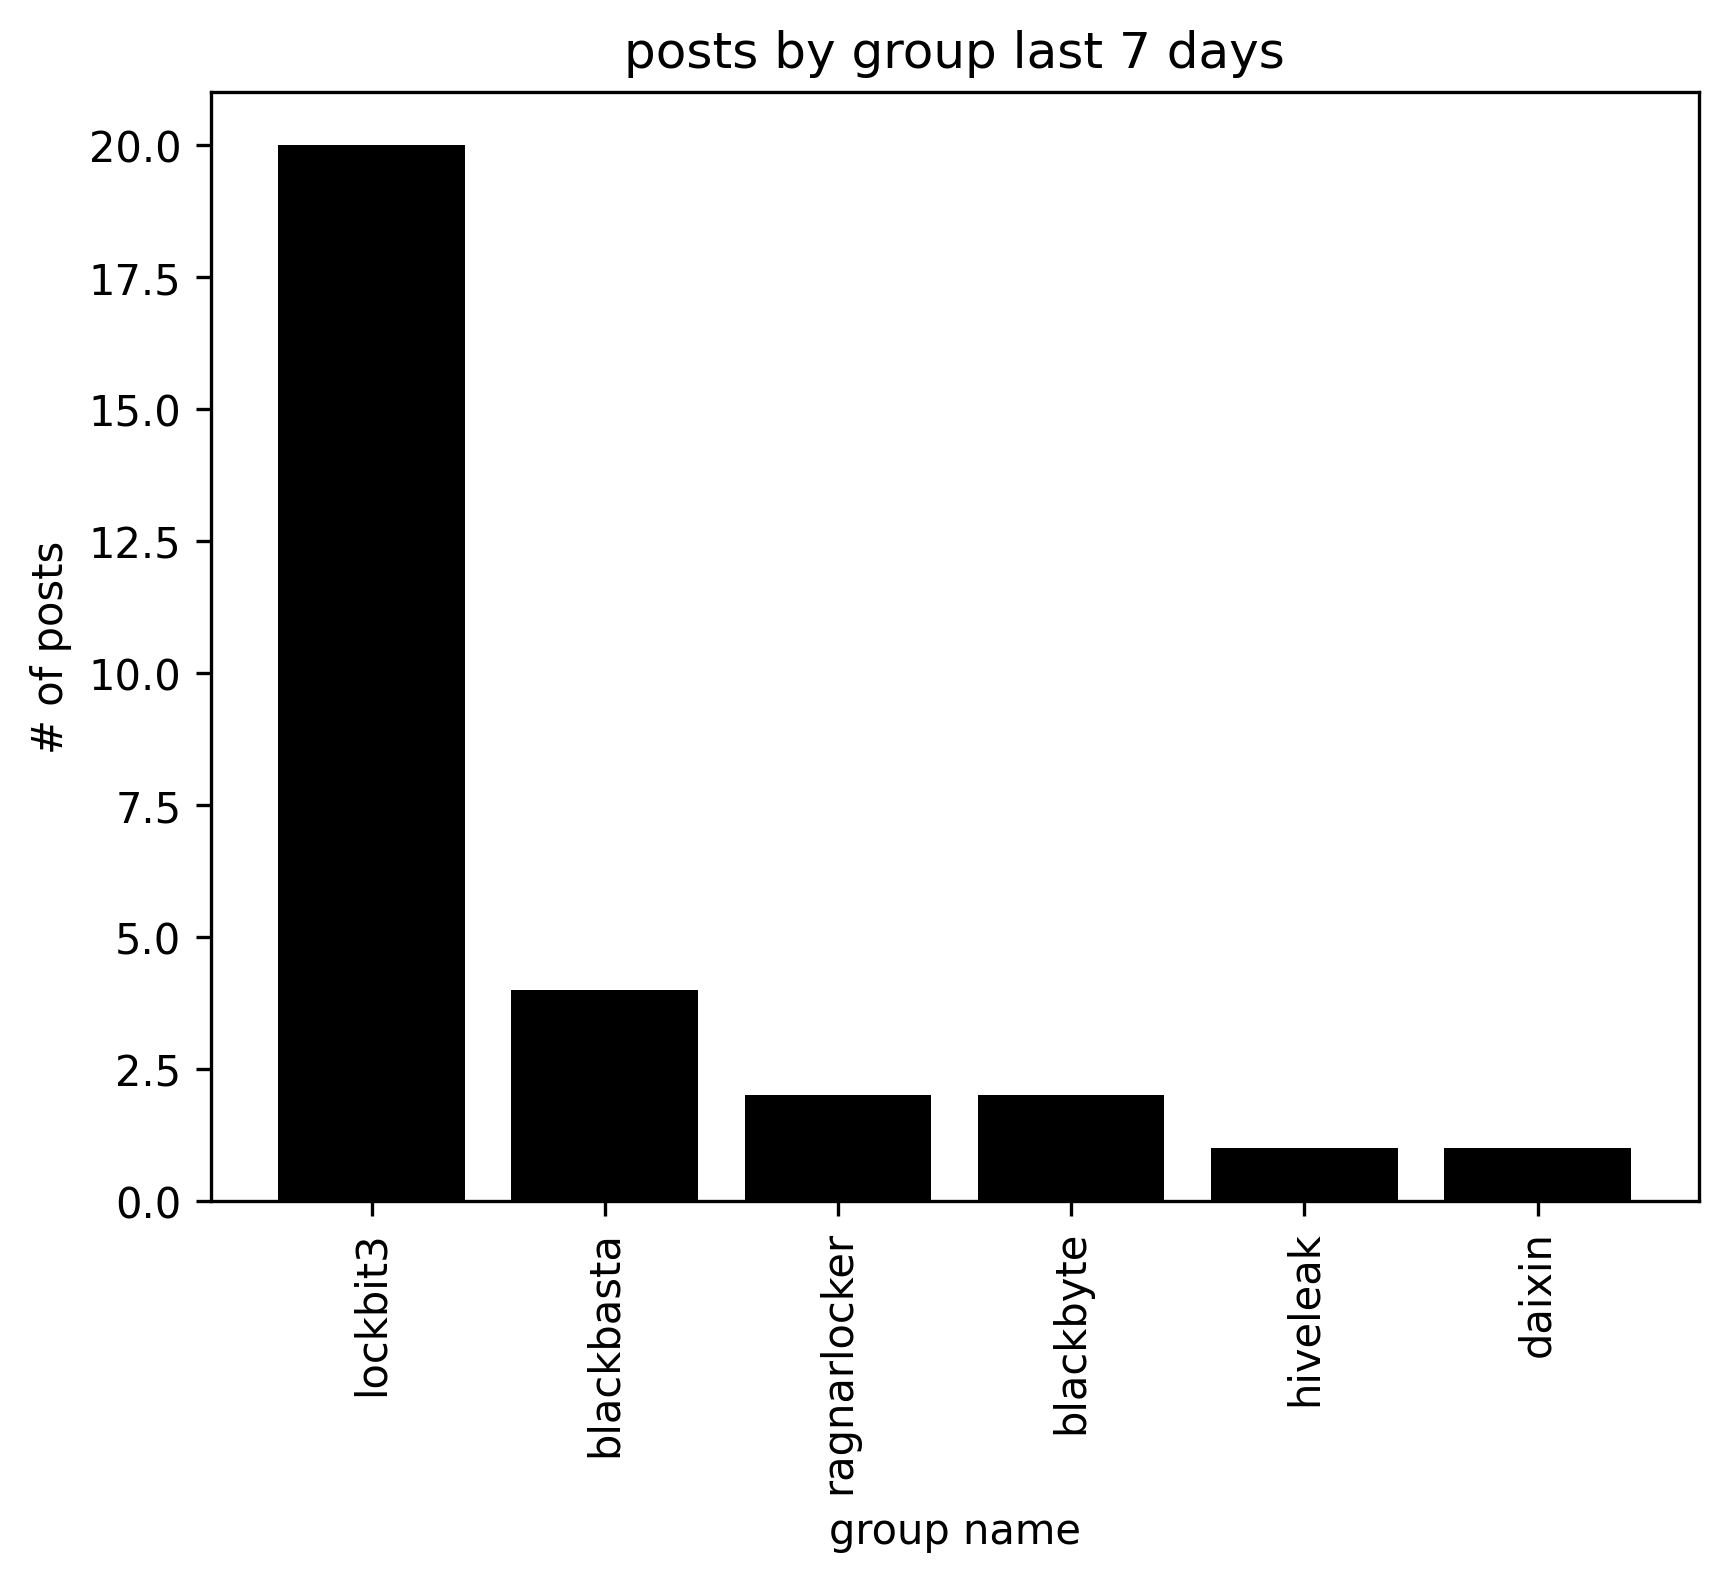 posts by group last 7 days
# of posts
20.0
17.5
15.0
12.5
10.0
7.5
5.0
2.5
0.0
lockbit3
blackbasta
ragnarlocker
blackbyte
hiveleak
daixin
group name